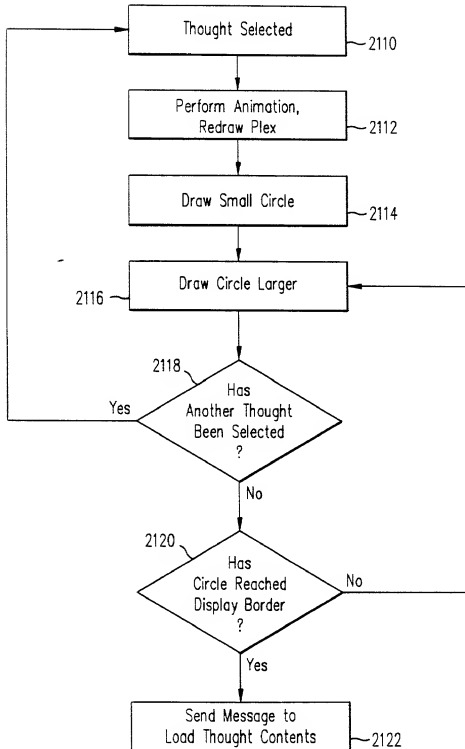 Thought Selected
2110
Perform Animation,
Redraw Plex
2112
Draw Small Circle
2114
Draw Circle Larger
2116
2118
Has
Another Thought
Been Selected
?
Yes
No
2120
Has
Circle Reached
Display Border
?
No
Yes
Send Message to
Load Thought Contents
2122